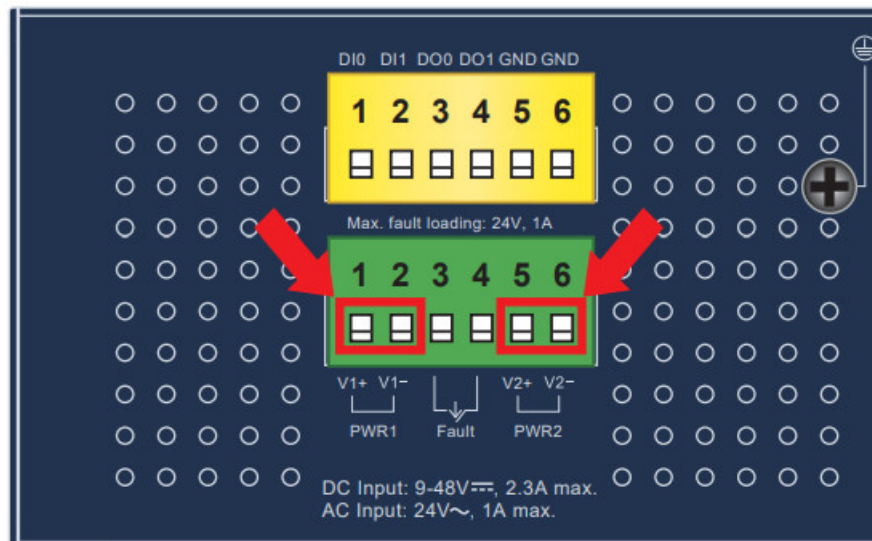 DI0 DI1 DO0 DO1 GND GND
1 2 3 4 5 6
Max. fault loading: 24V, 1A
1 2 3 4 5 6
V1+ V1− V2+ V2−
PWR1 Fault PWR2
DC Input: 9-48V⎓, 2.3A max.
AC Input: 24V～, 1A max.